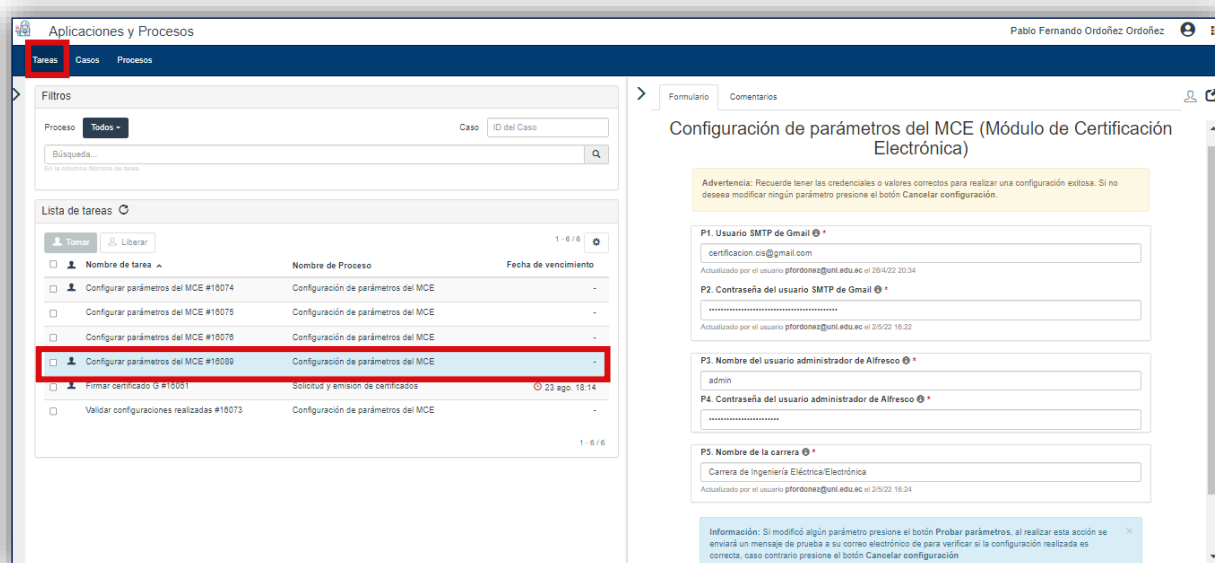 Aplicaciones y Procesos
Pablo Fernando Ordoñez Ordoñez
Tareas Casos Procesos
Filtros
Proceso Todos Caso ID del Caso
Búsqueda...
En la columna Nombre de tarea
Lista de tareas
Tomar Liberar 1 - 6 / 6
Nombre de tarea Nombre de Proceso Fecha de vencimiento
Configurar parámetros del MCE #16074 Configuración de parámetros del MCE -
Configurar parámetros del MCE #16075 Configuración de parámetros del MCE -
Configurar parámetros del MCE #16076 Configuración de parámetros del MCE -
Configurar parámetros del MCE #16089 Configuración de parámetros del MCE -
Firmar certificado G #16061 Solicitud y emisión de certificados 23 ago. 18:14
Validar configuraciones realizadas #16073 Configuración de parámetros del MCE -
1 - 6 / 6
Formulario Comentarios
Configuración de parámetros del MCE (Módulo de Certificación
Electrónica)
Advertencia: Recuerde tener las credenciales o valores correctos para realizar una configuración exitosa. Si no
desea modificar ningún parámetro presione el botón Cancelar configuración.
P1. Usuario SMTP de Gmail *
certificacion.cis@gmail.com
Actualizado por el usuario pfordonez@unl.edu.ec el 28/4/22 20:34
P2. Contraseña del usuario SMTP de Gmail *
Actualizado por el usuario pfordonez@unl.edu.ec el 2/5/22 16:22
P3. Nombre del usuario administrador de Alfresco *
admin
P4. Contraseña del usuario administrador de Alfresco *
P5. Nombre de la carrera *
Carrera de Ingeniería Eléctrica/Electrónica
Actualizado por el usuario pfordonez@unl.edu.ec el 2/5/22 16:24
Información: Si modificó algún parámetro presione el botón Probar parámetros, al realizar esta acción se
enviará un mensaje de prueba a su correo electrónico de para verificar si la configuración realizada es
correcta, caso contrario presione el botón Cancelar configuración